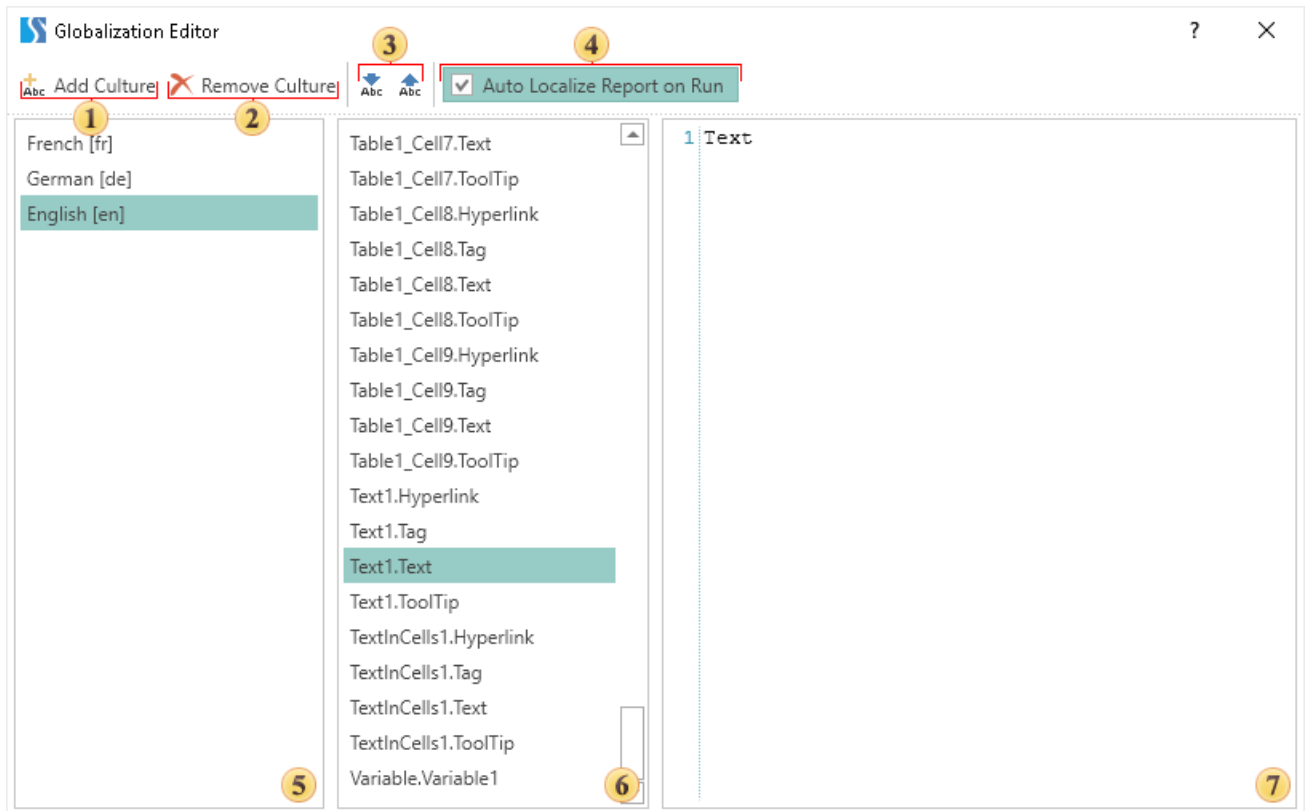 Globalization Editor ? ×
3 4
Abc Add Culture Remove Culture Abc Abc Auto Localize Report on Run
1 2
French [fr]
German [de]
English [en]
5
Table1_Cell7.Text
Table1_Cell7.ToolTip
Table1_Cell8.Hyperlink
Table1_Cell8.Tag
Table1_Cell8.Text
Table1_Cell8.ToolTip
Table1_Cell9.Hyperlink
Table1_Cell9.Tag
Table1_Cell9.Text
Table1_Cell9.ToolTip
Text1.Hyperlink
Text1.Tag
Text1.Text
Text1.ToolTip
TextInCells1.Hyperlink
TextInCells1.Tag
TextInCells1.Text
TextInCells1.ToolTip
Variable.Variable1
6
1 Text
7